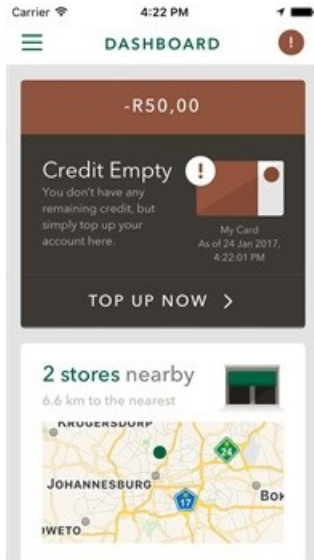 Carrier 4:22 PM
DASHBOARD
!
-R50,00
Credit Empty
You don't have any
remaining credit, but
simply top up your
account here.
!
My Card
As of 24 Jan 2017,
4:22:01 PM
TOP UP NOW >
2 stores nearby
6.6 km to the nearest
KRUGERSDORP
24
JOHANNESBURG
17
BOK
OWETO